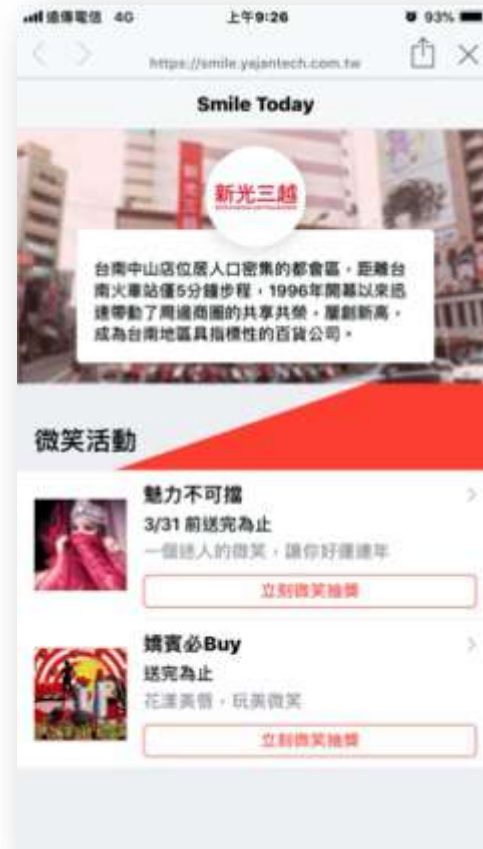 遠傳電信 4G 上午9:26 93%
https://smile.yajantech.com.tw
Smile Today
新光三越
台南中山店位居人口密集的都會區，距離台
南火車站僅5分鐘步程，1996年開幕以來迅
速帶動了周邊商圈的共享共榮，屢創新高，
成為台南地區具指標性的百貨公司。
微笑活動
魅力不可擋
3/31 前送完為止
一個迷人的微笑，讓你好運連年
立刻微笑抽獎
嬌賓必Buy
送完為止
花漾美唇，玩美微笑
立刻微笑抽獎